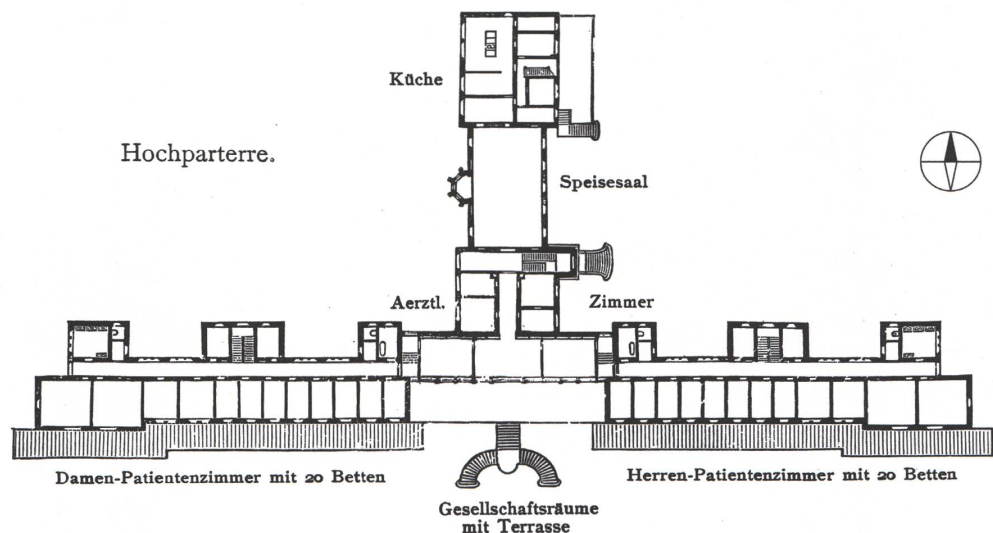 Küche
Hochparterre.
Speisesaal
Aerztl.
Zimmer
Damen-Patientenzimmer mit 20 Betten
Herren-Patientenzimmer mit 20 Betten
Gesellschaftsräume
mit Terrasse